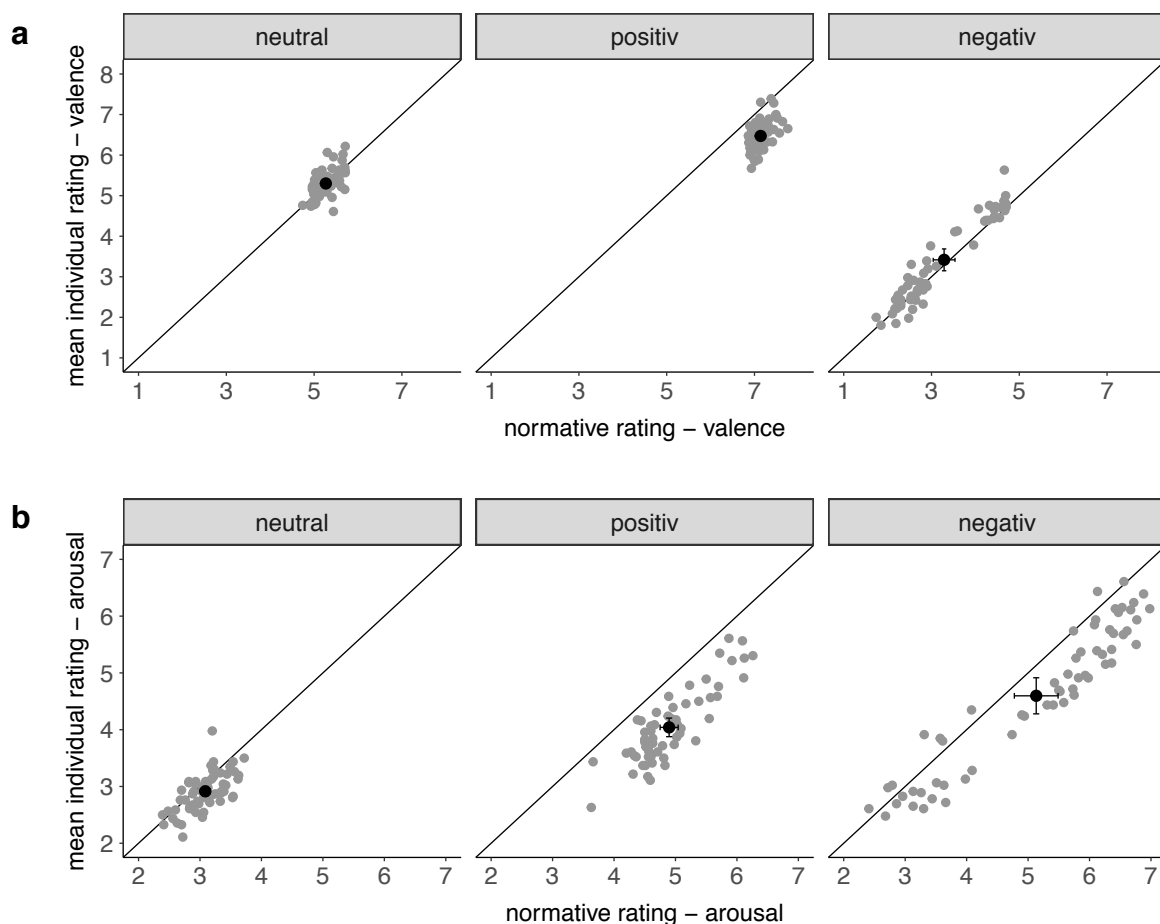 a
neutral positiv negativ
mean individual rating – valence
8
7
6
5
4
3
2
1
1 3 5 7 1 3 5 7 1 3 5 7
normative rating – valence
b
neutral positiv negativ
mean individual rating – arousal
7
6
5
4
3
2
2 3 4 5 6 7 2 3 4 5 6 7 2 3 4 5 6 7
normative rating – arousal